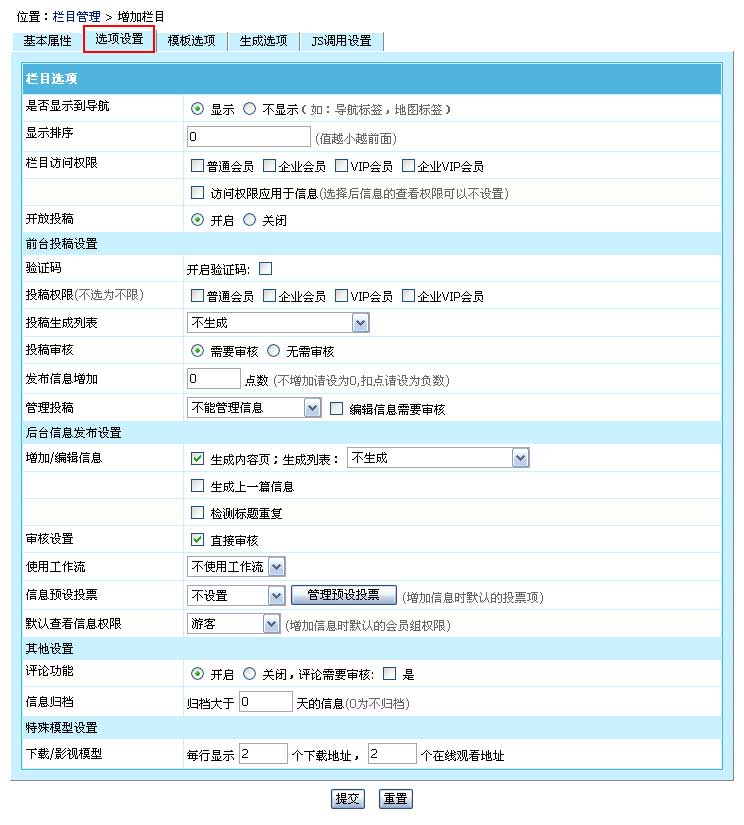 位置：栏目管理 > 增加栏目
基本属性 选项设置 模板选项 生成选项 JS调用设置
栏目选项
是否显示到导航 显示 不显示（如：导航标签，地图标签）
显示排序 0 (值越小越前面)
栏目访问权限 普通会员 企业会员 VIP会员 企业VIP会员
访问权限应用于信息(选择后信息的查看权限可以不设置)
开放投稿 开启 关闭
前台投稿设置
验证码 开启验证码:
投稿权限(不选为不限) 普通会员 企业会员 VIP会员 企业VIP会员
投稿生成列表 不生成
投稿审核 需要审核 无需审核
发布信息增加 0 点数 (不增加请设为0,扣点请设为负数)
管理投稿 不能管理信息 编辑信息需要审核
后台信息发布设置
增加/编辑信息 生成内容页；生成列表： 不生成
生成上一篇信息
检测标题重复
审核设置 直接审核
使用工作流 不使用工作流
信息预设投票 不设置 管理预设投票 (增加信息时默认的投票项)
默认查看信息权限 游客 (增加信息时默认的会员组权限)
其他设置
评论功能 开启 关闭，评论需要审核: 是
信息归档 归档大于 0 天的信息(0为不归档)
特殊模型设置
下载/影视模型 每行显示 2 个下载地址， 2 个在线观看地址
提交 重置